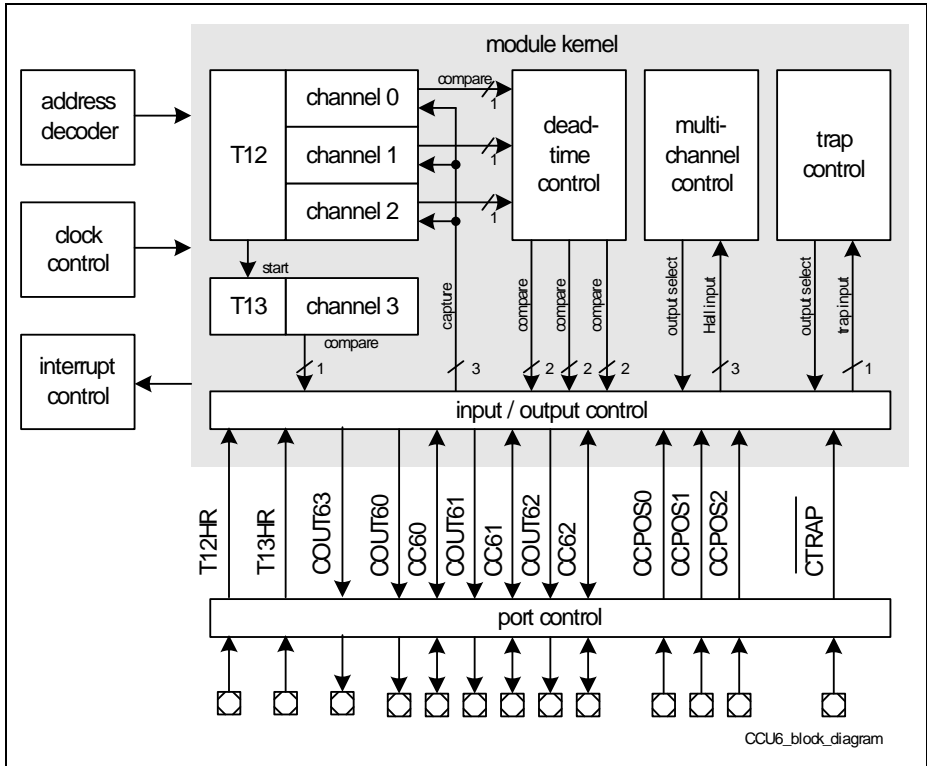 module kernel
address
decoder
clock
control
interrupt
control
T12
channel 0
channel 1
channel 2
compare
1
1
1
dead-
time
control
multi-
channel
control
trap
control
start
T13
channel 3
compare
1
capture
3
compare
2
compare
2
compare
2
output select
Hall input
3
output select
trap input
1
input / output control
T12HR
T13HR
COUT63
COUT60
CC60
COUT61
CC61
COUT62
CC62
CCPOS0
CCPOS1
CCPOS2
CTRAP
port control
CCU6_block_diagram